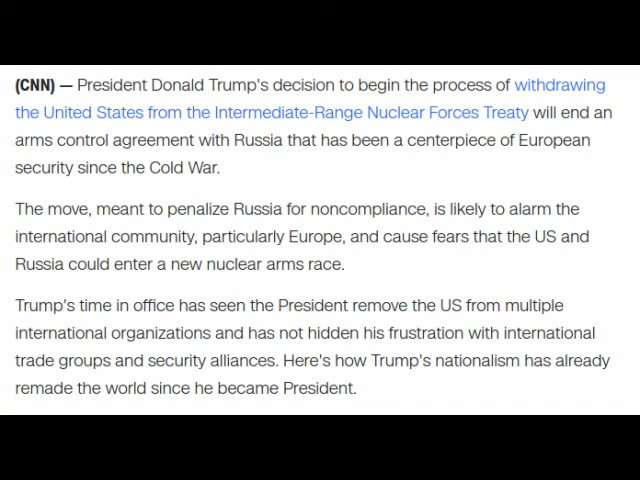 (CNN) — President Donald Trump's decision to begin the process of withdrawing
the United States from the Intermediate-Range Nuclear Forces Treaty will end an
arms control agreement with Russia that has been a centerpiece of European
security since the Cold War.
The move, meant to penalize Russia for noncompliance, is likely to alarm the
international community, particularly Europe, and cause fears that the US and
Russia could enter a new nuclear arms race.
Trump's time in office has seen the President remove the US from multiple
international organizations and has not hidden his frustration with international
trade groups and security alliances. Here's how Trump's nationalism has already
remade the world since he became President.